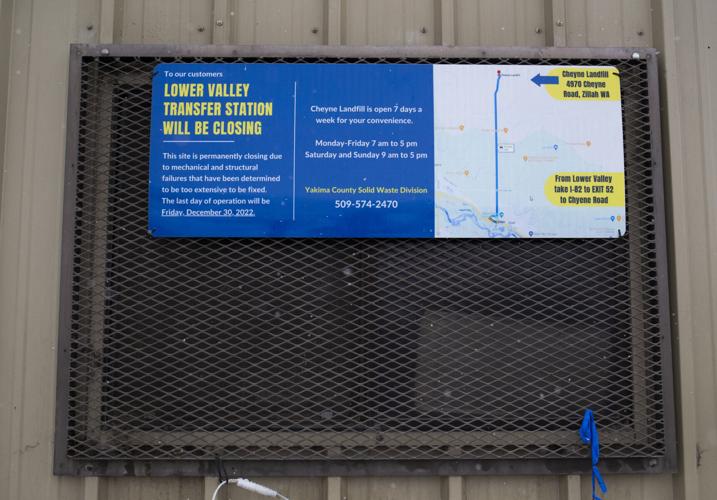 To our customers
LOWER VALLEY
TRANSFER STATION
WILL BE CLOSING
This site is permanently closing due
to mechanical and structural
failures that have been determined
to be too extensive to be fixed.
The last day of operation will be
Friday, December 30, 2022.
Cheyne Landfill is open 7 days a
week for your convenience.
Monday-Friday 7 am to 5 pm
Saturday and Sunday 9 am to 5 pm
Yakima County Solid Waste Division
509-574-2470
Cheyne Landfill
4970 Cheyne
Road, Zillah WA
From Lower Valley
take I-82 to EXIT 52
to Chyene Road